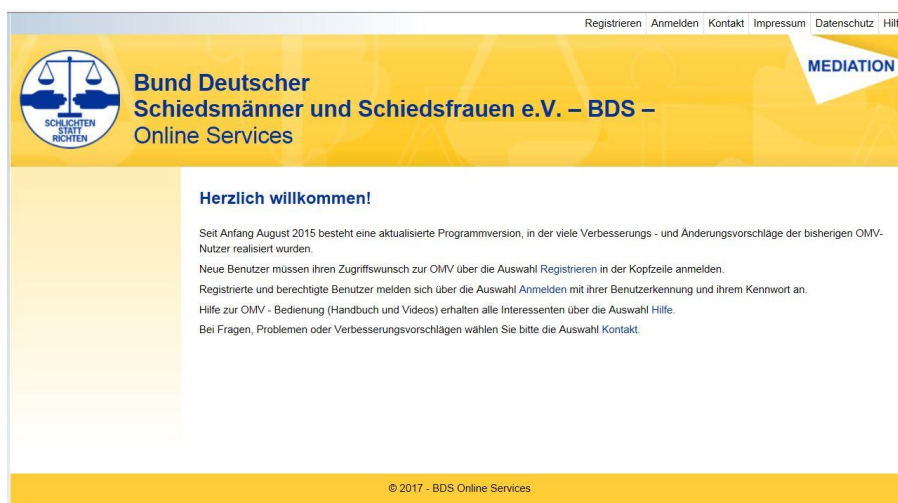 Registrieren Anmelden Kontakt Impressum Datenschutz Hilf
MEDIATION
SCHLICHTEN
STATT
RICHTEN
Bund Deutscher
Schiedsmänner und Schiedsfrauen e.V. – BDS –
Online Services
Herzlich willkommen!
Seit Anfang August 2015 besteht eine aktualisierte Programmversion, in der viele Verbesserungs - und Änderungsvorschläge der bisherigen OMV-
Nutzer realisiert wurden.
Neue Benutzer müssen ihren Zugriffswunsch zur OMV über die Auswahl Registrieren in der Kopfzeile anmelden.
Registrierte und berechtigte Benutzer melden sich über die Auswahl Anmelden mit ihrer Benutzerkennung und ihrem Kennwort an.
Hilfe zur OMV - Bedienung (Handbuch und Videos) erhalten alle Interessenten über die Auswahl Hilfe.
Bei Fragen, Problemen oder Verbesserungsvorschlägen wählen Sie bitte die Auswahl Kontakt.
© 2017 - BDS Online Services